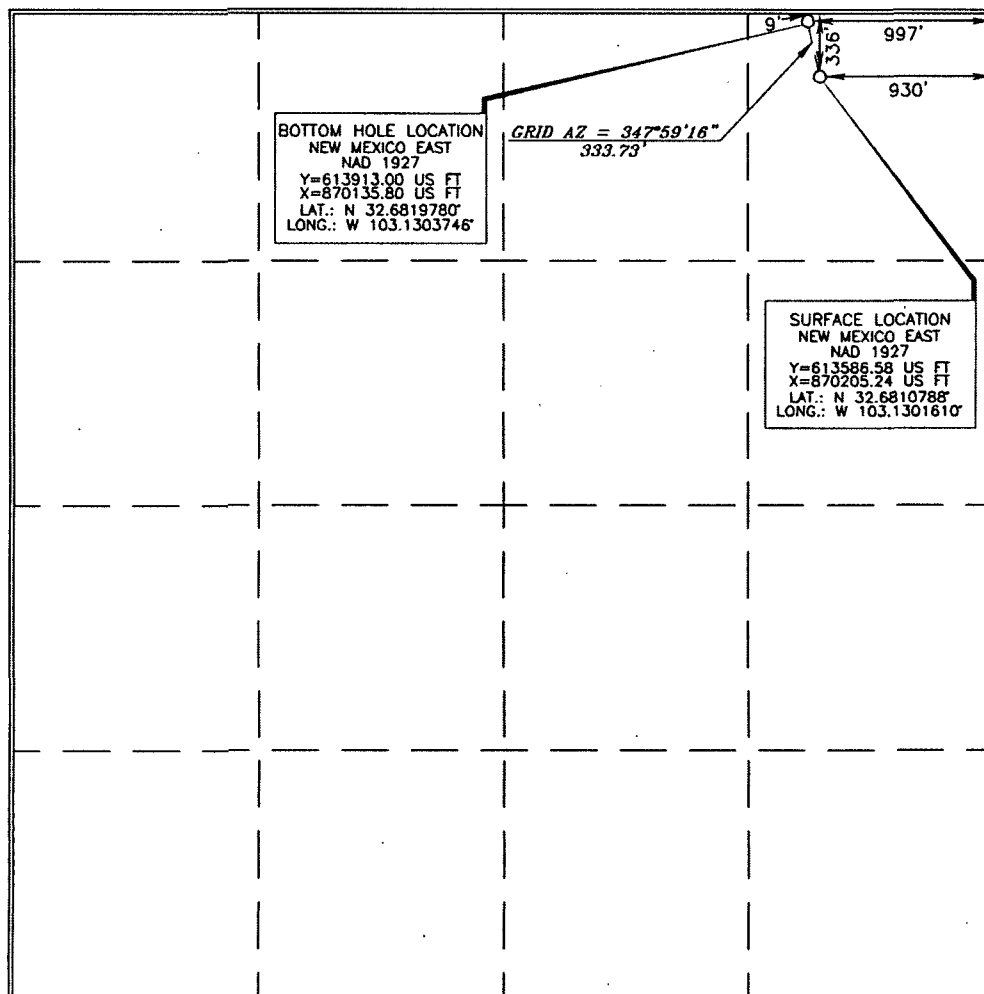 9'
997'
336'
930'
BOTTOM HOLE LOCATION
NEW MEXICO EAST
NAD 1927
Y=613913.00 US FT
X=870135.80 US FT
LAT.: N 32.6819780°
LONG.: W 103.1303746°
GRID AZ = 347°59'16"
333.73'
SURFACE LOCATION
NEW MEXICO EAST
NAD 1927
Y=613586.58 US FT
X=870205.24 US FT
LAT.: N 32.6810788°
LONG.: W 103.1301610°